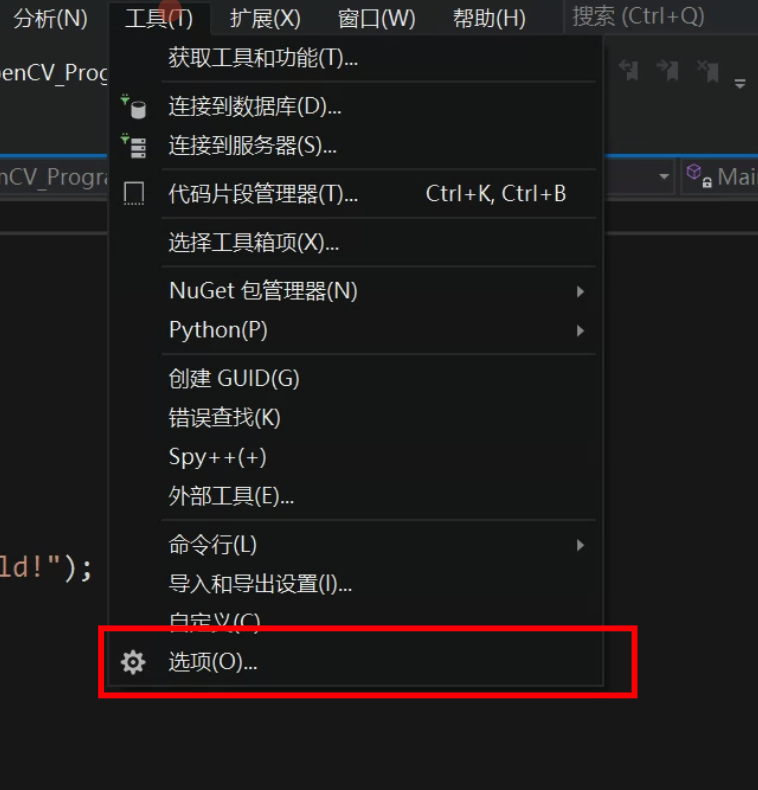 分析(N) 工具(T) 扩展(X) 窗口(W) 帮助(H) 搜索 (Ctrl+Q)
获取工具和功能(T)...
penCV_Prog
连接到数据库(D)...
连接到服务器(S)...
nCV_Progra
Mai
代码片段管理器(T)... Ctrl+K, Ctrl+B
选择工具箱项(X)...
NuGet 包管理器(N)
Python(P)
创建 GUID(G)
错误查找(K)
Spy++(+)
外部工具(E)...
命令行(L)
ld!");
导入和导出设置(I)...
自定义(C)
选项(O)...